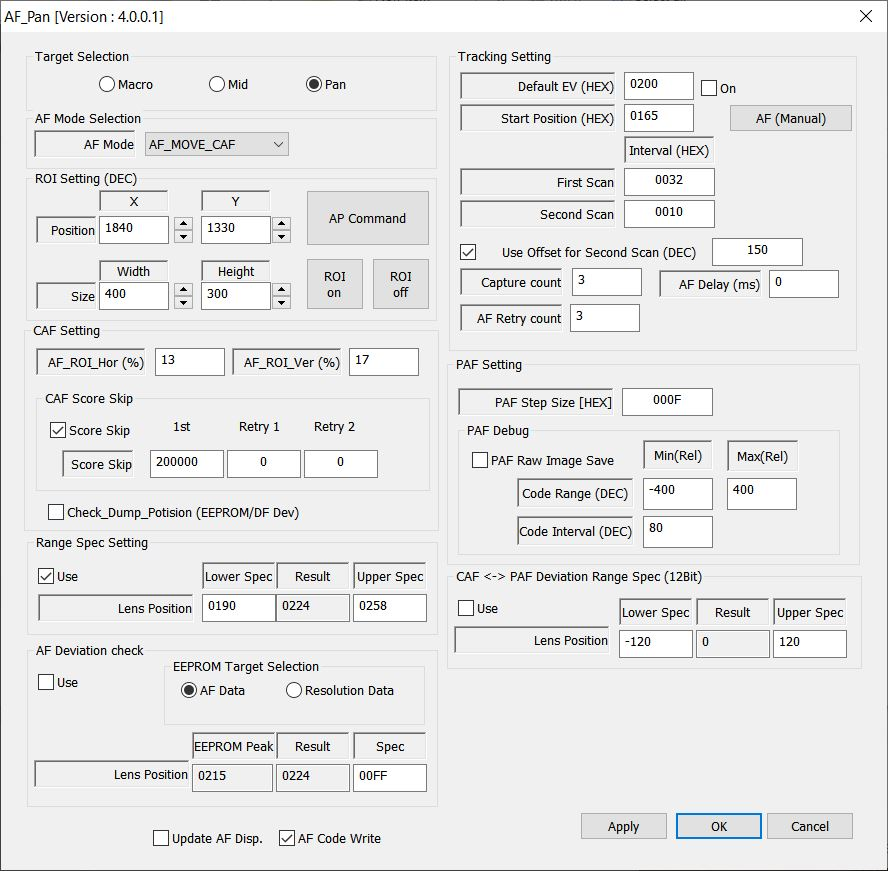 AF_Pan [Version : 4.0.0.1]
Target Selection
Macro Mid Pan
AF Mode Selection
AF Mode AF_MOVE_CAF
ROI Setting (DEC)
X Y
Position 1840 1330 AP Command
Width Height
Size 400 300 ROI on ROI off
CAF Setting
AF_ROI_Hor (%) 13 AF_ROI_Ver (%) 17
CAF Score Skip
Score Skip 1st Retry 1 Retry 2
Score Skip 200000 0 0
Check_Dump_Potision (EEPROM/DF Dev)
Range Spec Setting
Use Lower Spec Result Upper Spec
Lens Position 0190 0224 0258
AF Deviation check
Use
EEPROM Target Selection
AF Data Resolution Data
EEPROM Peak Result Spec
Lens Position 0215 0224 00FF
Update AF Disp. AF Code Write
Tracking Setting
Default EV (HEX) 0200 On
Start Position (HEX) 0165 AF (Manual)
Interval (HEX)
First Scan 0032
Second Scan 0010
Use Offset for Second Scan (DEC) 150
Capture count 3 AF Delay (ms) 0
AF Retry count 3
PAF Setting
PAF Step Size [HEX] 000F
PAF Debug
PAF Raw Image Save Min(Rel) Max(Rel)
Code Range (DEC) -400 400
Code Interval (DEC) 80
CAF <-> PAF Deviation Range Spec (12Bit)
Use Lower Spec Result Upper Spec
Lens Position -120 0 120
Apply OK Cancel